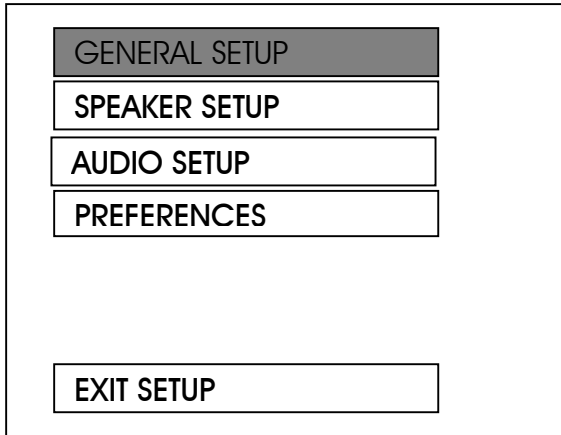 GENERAL SETUP
SPEAKER SETUP
AUDIO SETUP
PREFERENCES
EXIT SETUP